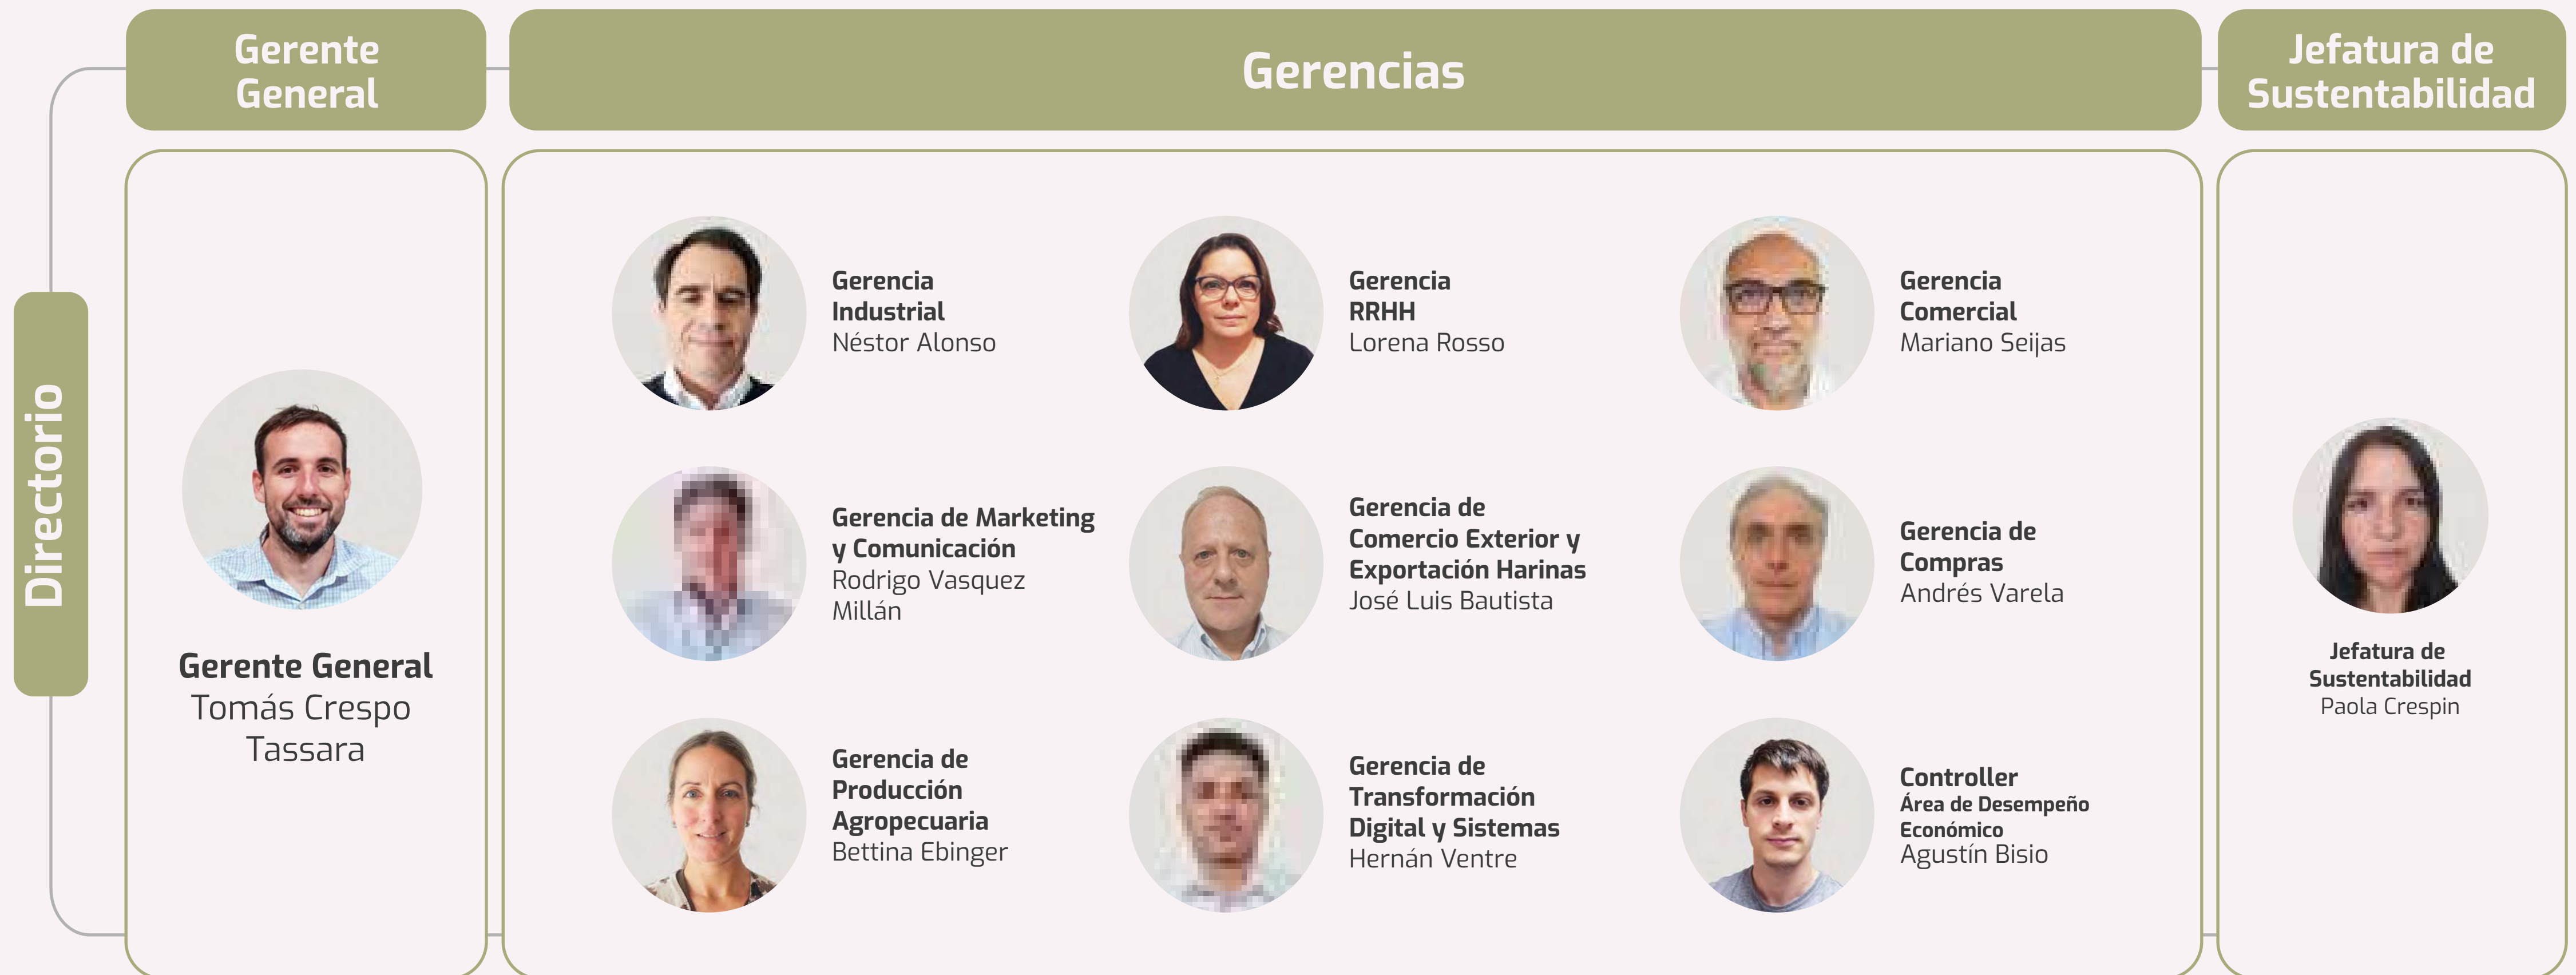 Directorio
Gerente
General
Gerencias
Jefatura de
Sustentabilidad
Gerente General
Tomás Crespo
Tassara
Gerencia
Industrial
Néstor Alonso
Gerencia
RRHH
Lorena Rosso
Gerencia
Comercial
Mariano Seijas
Gerencia de Marketing
y Comunicación
Rodrigo Vasquez
Millán
Gerencia de
Comercio Exterior y
Exportación Harinas
José Luis Bautista
Gerencia de
Compras
Andrés Varela
Gerencia de
Producción
Agropecuaria
Bettina Ebinger
Gerencia de
Transformación
Digital y Sistemas
Hernán Ventre
Controller
Área de Desempeño
Económico
Agustín Bisio
Jefatura de
Sustentabilidad
Paola Crespin